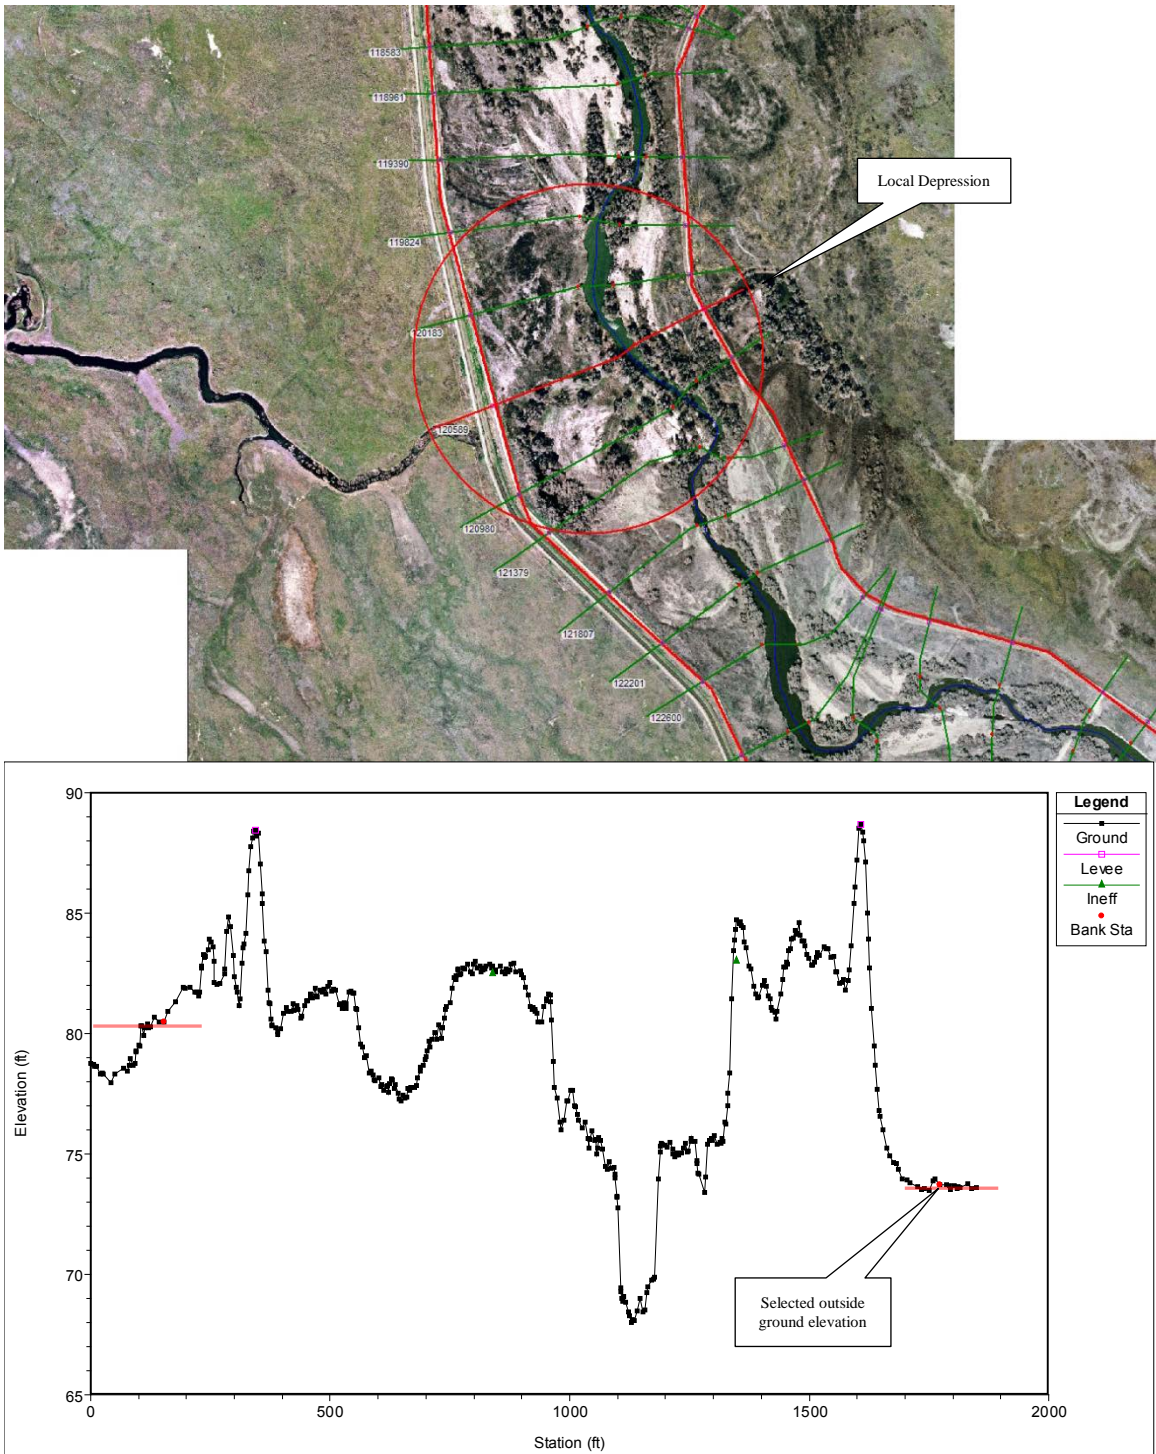 118583
118961
119390
Local Depression
119824
120183
120589
120980
121379
121807
122201
122600
90
85
80
75
70
65
Elevation (ft)
0
500
1000
1500
2000
Station (ft)
Legend
Ground
Levee
Ineff
Bank Sta
Selected outside
ground elevation